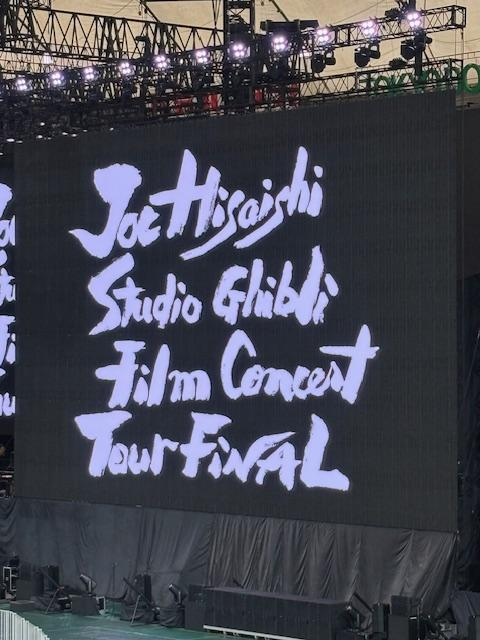 Joe Hisaishi
Studio Ghibli
Film Concert
Tour FiNAL